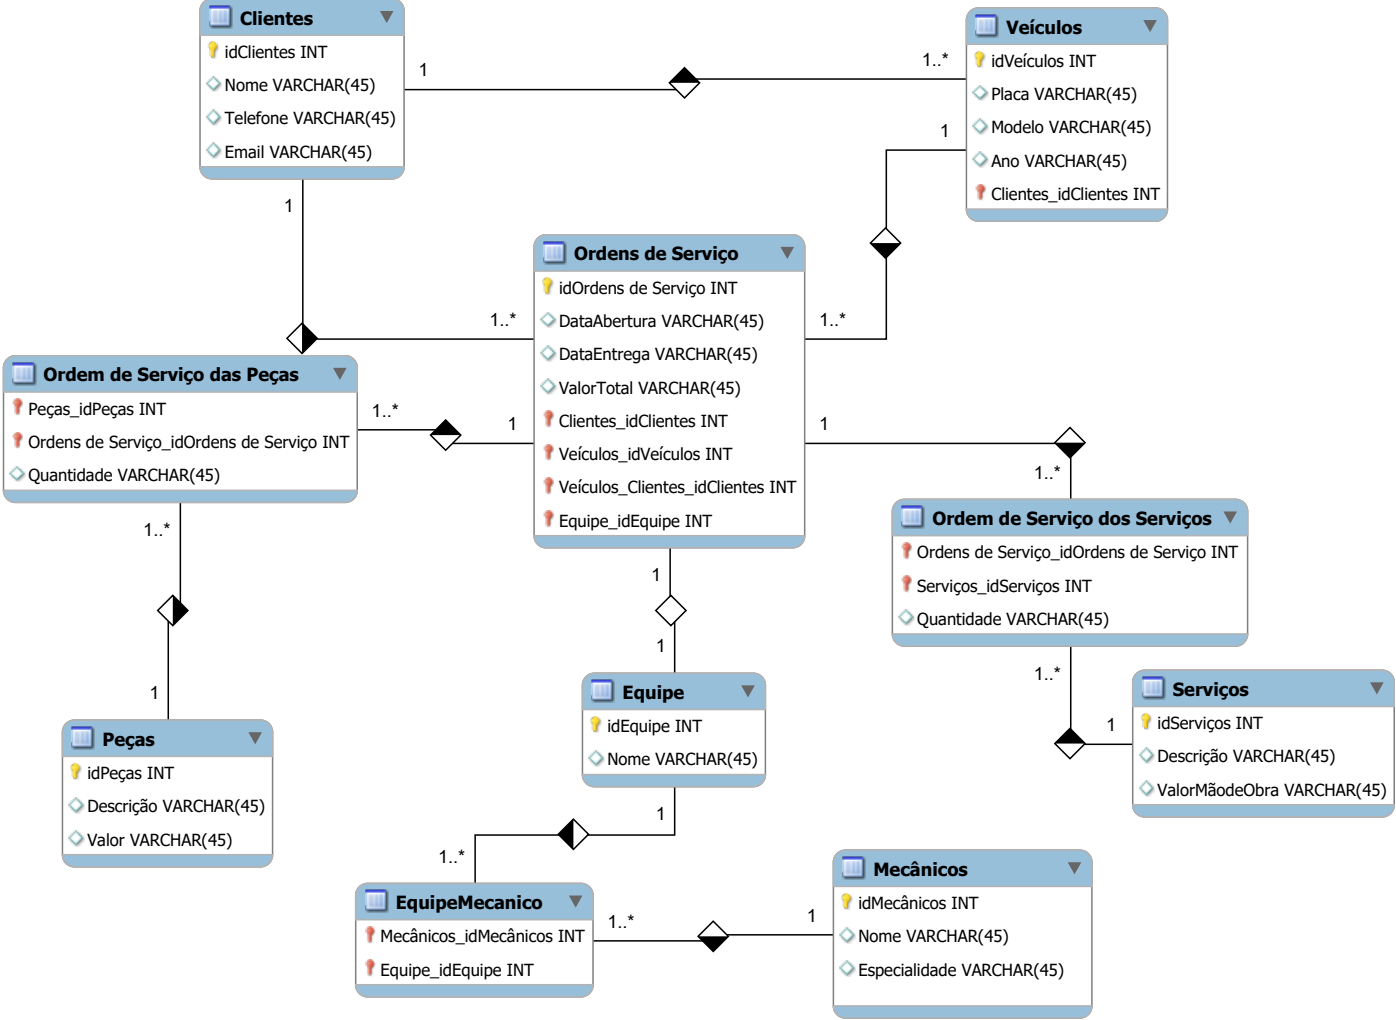 Clientes
idClientes INT
Nome VARCHAR(45)
Telefone VARCHAR(45)
Email VARCHAR(45)
1
1..*
Veículos
idVeículos INT
Placa VARCHAR(45)
Modelo VARCHAR(45)
Ano VARCHAR(45)
Clientes_idClientes INT
1
1
1..*
1..*
Ordens de Serviço
idOrdens de Serviço INT
DataAbertura VARCHAR(45)
DataEntrega VARCHAR(45)
ValorTotal VARCHAR(45)
Clientes_idClientes INT
Veículos_idVeículos INT
Veículos_Clientes_idClientes INT
Equipe_idEquipe INT
Ordem de Serviço das Peças
Peças_idPeças INT
Ordens de Serviço_idOrdens de Serviço INT
Quantidade VARCHAR(45)
1..*
1
1
1..*
Ordem de Serviço dos Serviços
Ordens de Serviço_idOrdens de Serviço INT
Serviços_idServiços INT
Quantidade VARCHAR(45)
1..*
1
Peças
idPeças INT
Descrição VARCHAR(45)
Valor VARCHAR(45)
1
1
Equipe
idEquipe INT
Nome VARCHAR(45)
1..*
1
Serviços
idServiços INT
Descrição VARCHAR(45)
ValorMãodeObra VARCHAR(45)
1
1..*
EquipeMecanico
Mecânicos_idMecânicos INT
Equipe_idEquipe INT
1..*
1
Mecânicos
idMecânicos INT
Nome VARCHAR(45)
Especialidade VARCHAR(45)